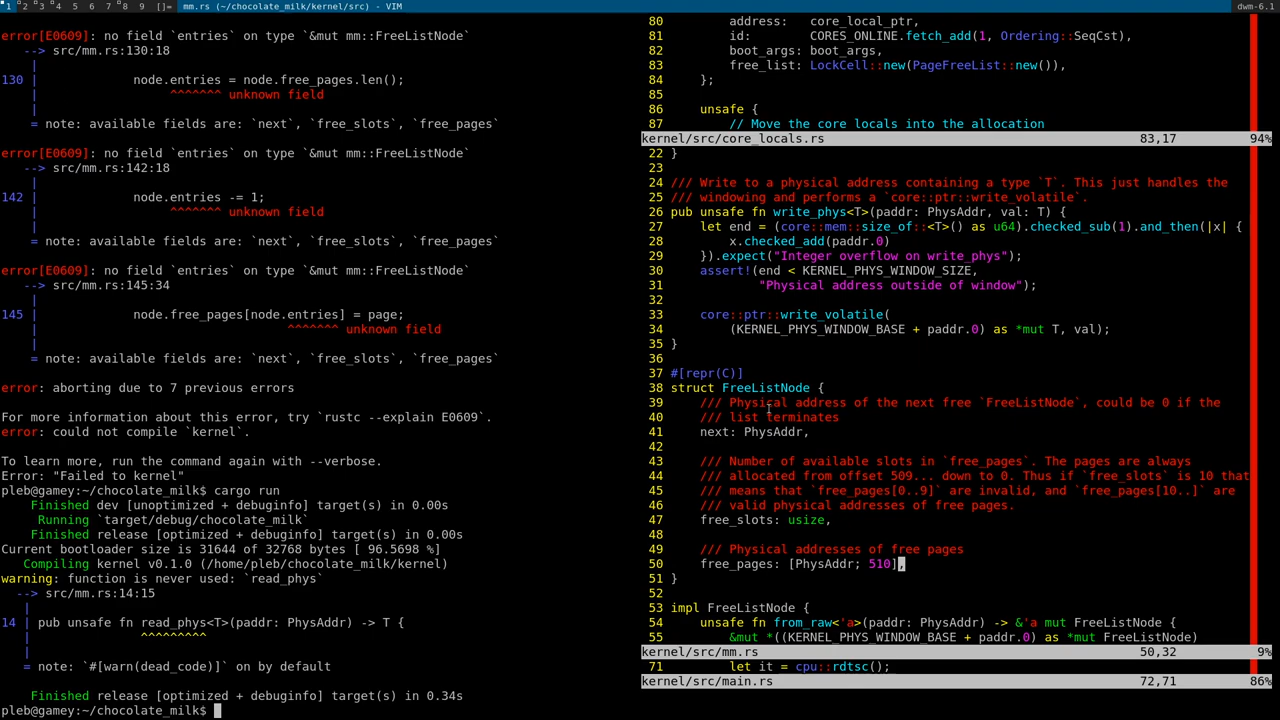 1 2 3 4 5 6 7 8 9 []= mm.rs (~/chocolate_milk/kernel/src) - VIM dwm-6.1
error[E0609]: no field `entries` on type `&mut mm::FreeListNode`
--> src/mm.rs:130:18
|
130 | node.entries = node.free_pages.len();
| ^^^^^^^ unknown field
|
= note: available fields are: `next`, `free_slots`, `free_pages`
error[E0609]: no field `entries` on type `&mut mm::FreeListNode`
--> src/mm.rs:142:18
|
142 | node.entries -= 1;
| ^^^^^^^ unknown field
|
= note: available fields are: `next`, `free_slots`, `free_pages`
error[E0609]: no field `entries` on type `&mut mm::FreeListNode`
--> src/mm.rs:145:34
|
145 | node.free_pages[node.entries] = page;
| ^^^^^^^ unknown field
|
= note: available fields are: `next`, `free_slots`, `free_pages`
error: aborting due to 7 previous errors
For more information about this error, try `rustc --explain E0609`.
error: could not compile `kernel`.
To learn more, run the command again with --verbose.
Error: "Failed to kernel"
pleb@gamey:~/chocolate_milk$ cargo run
Finished dev [unoptimized + debuginfo] target(s) in 0.00s
Running `target/debug/chocolate_milk`
Finished release [optimized + debuginfo] target(s) in 0.00s
Current bootloader size is 31644 of 32768 bytes [ 96.5698 %]
Compiling kernel v0.1.0 (/home/pleb/chocolate_milk/kernel)
warning: function is never used: `read_phys`
--> src/mm.rs:14:15
|
14 | pub unsafe fn read_phys<T>(paddr: PhysAddr) -> T {
| ^^^^^^^^^
|
= note: `#[warn(dead_code)]` on by default
Finished release [optimized + debuginfo] target(s) in 0.34s
pleb@gamey:~/chocolate_milk$
80 address: core_local_ptr,
81 id: CORES_ONLINE.fetch_add(1, Ordering::SeqCst),
82 boot_args: boot_args,
83 free_list: LockCell::new(PageFreeList::new()),
84 };
85
86 unsafe {
87 // Move the core locals into the allocation
kernel/src/core_locals.rs 83,17 94%
22 }
23
24 /// Write to a physical address containing a type `T`. This just handles the
25 /// windowing and performs a `core::ptr::write_volatile`.
26 pub unsafe fn write_phys<T>(paddr: PhysAddr, val: T) {
27 let end = (core::mem::size_of::<T>() as u64).checked_sub(1).and_then(|x| {
28 x.checked_add(paddr.0)
29 }).expect("Integer overflow on write_phys");
30 assert!(end < KERNEL_PHYS_WINDOW_SIZE,
31 "Physical address outside of window");
32
33 core::ptr::write_volatile(
34 (KERNEL_PHYS_WINDOW_BASE + paddr.0) as *mut T, val);
35 }
36
37 #[repr(C)]
38 struct FreeListNode {
39 /// Physical address of the next free `FreeListNode`, could be 0 if the
40 /// list terminates
41 next: PhysAddr,
42
43 /// Number of available slots in `free_pages`. The pages are always
44 /// allocated from offset 509... down to 0. Thus if `free_slots` is 10 that
45 /// means that `free_pages[0..9]` are invalid, and `free_pages[10..]` are
46 /// valid physical addresses of free pages.
47 free_slots: usize,
48
49 /// Physical addresses of free pages
50 free_pages: [PhysAddr; 510],
51 }
52
53 impl FreeListNode {
54 unsafe fn from_raw<'a>(paddr: PhysAddr) -> &'a mut FreeListNode {
55 &mut *((KERNEL_PHYS_WINDOW_BASE + paddr.0) as *mut FreeListNode)
kernel/src/mm.rs 50,32 9%
71 let it = cpu::rdtsc();
kernel/src/main.rs 72,71 86%